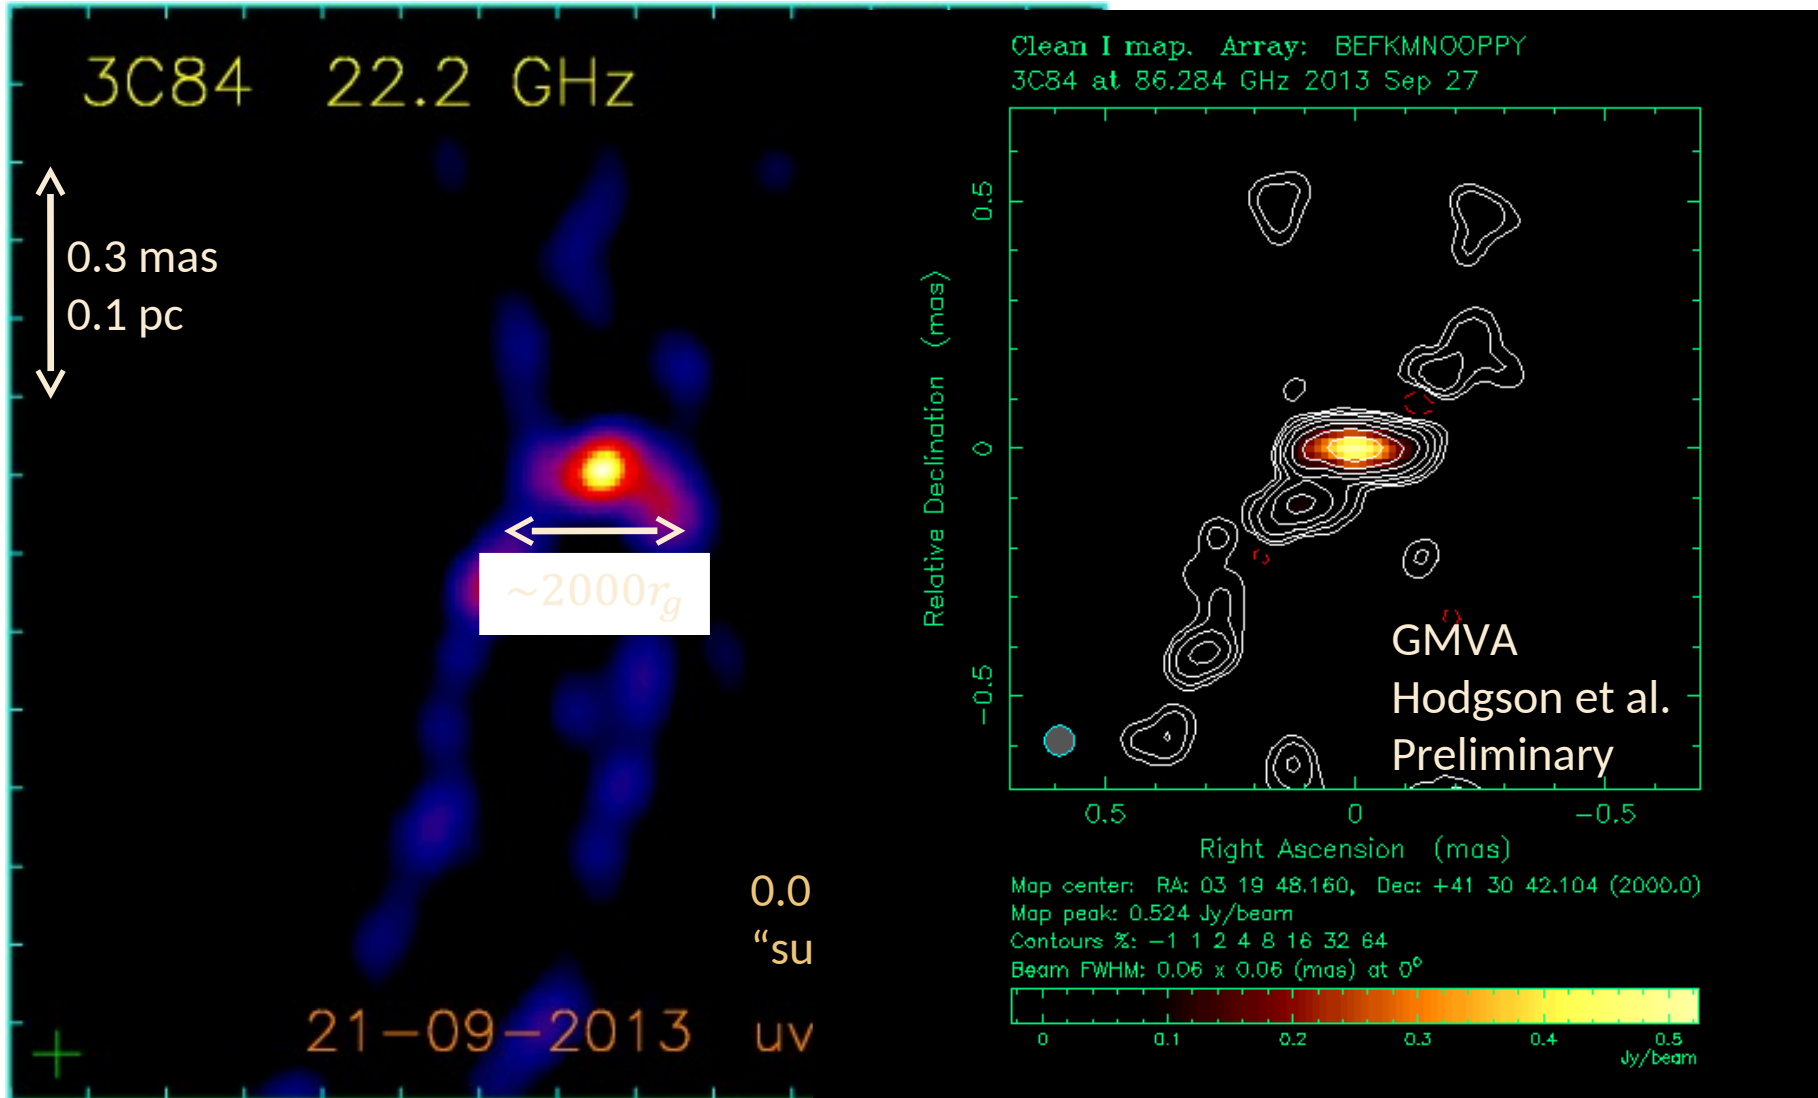 3C84 22.2 GHz
0.3 mas
0.1 pc
~2000r_g
0.0
“su
21-09-2013 uv
Clean I map. Array: BEFKMNOOPPY
3C84 at 86.284 GHz 2013 Sep 27
Relative Declination (mas)
0.5
0
-0.5
GMVA
Hodgson et al.
Preliminary
0.5 0 -0.5
Right Ascension (mas)
Map center: RA: 03 19 48.160, Dec: +41 30 42.104 (2000.0)
Map peak: 0.524 Jy/beam
Contours %: -1 1 2 4 8 16 32 64
Beam FWHM: 0.06 x 0.06 (mas) at 0°
0 0.1 0.2 0.3 0.4 0.5
Jy/beam